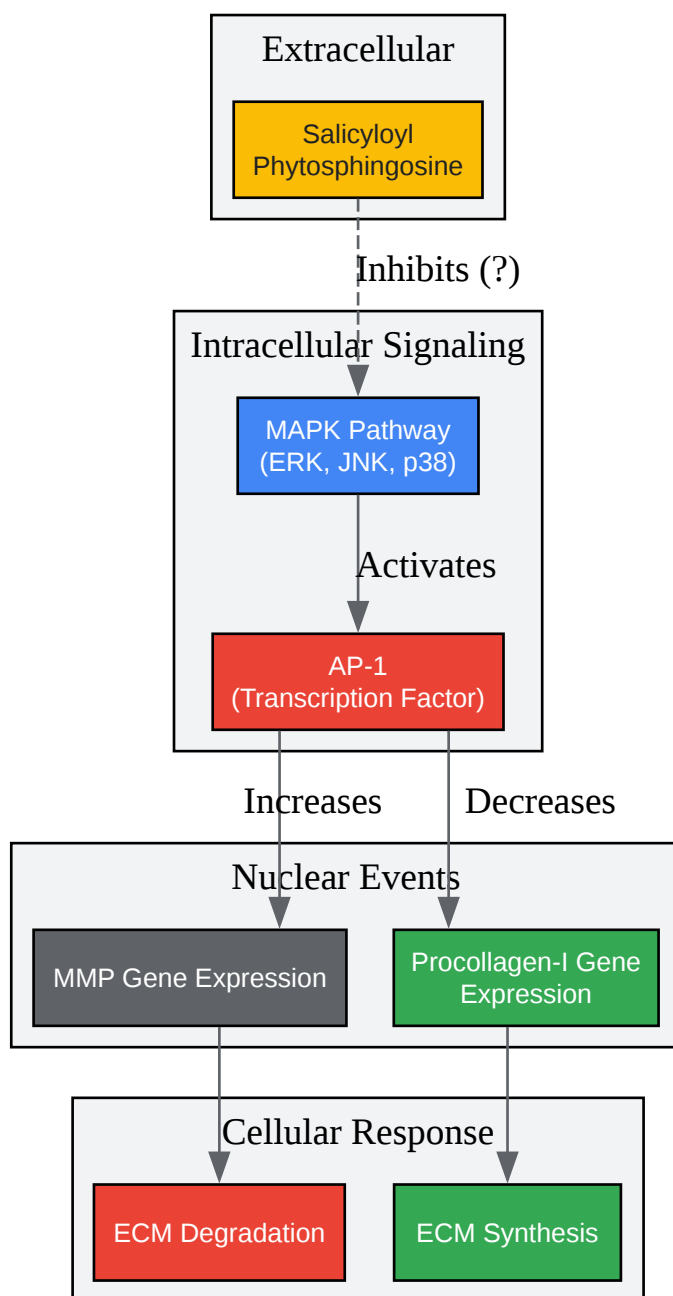 Extracellular
Salicyloyl
Phytosphingosine
Inhibits (?)
Intracellular Signaling
MAPK Pathway
(ERK, JNK, p38)
Activates
AP-1
(Transcription Factor)
Increases
Decreases
Nuclear Events
MMP Gene Expression
Procollagen-I Gene
Expression
Cellular Response
ECM Degradation
ECM Synthesis